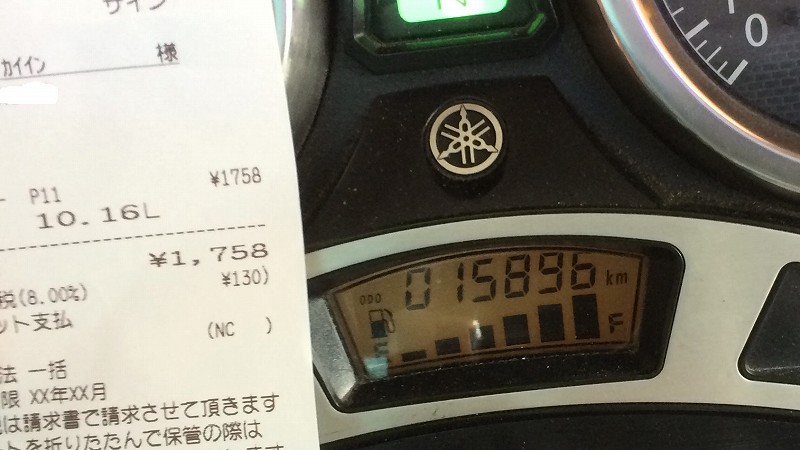 サイン
カイイン 様
¥1758
P11
10.16L
¥1,758
¥130)
税(8.00%)
ット支払
(NC )
法 一括
限 XX年XX月
は請求書で請求させて頂きます
トを折りたたんで保管の際は
N
0
ODO 015896 km
E F